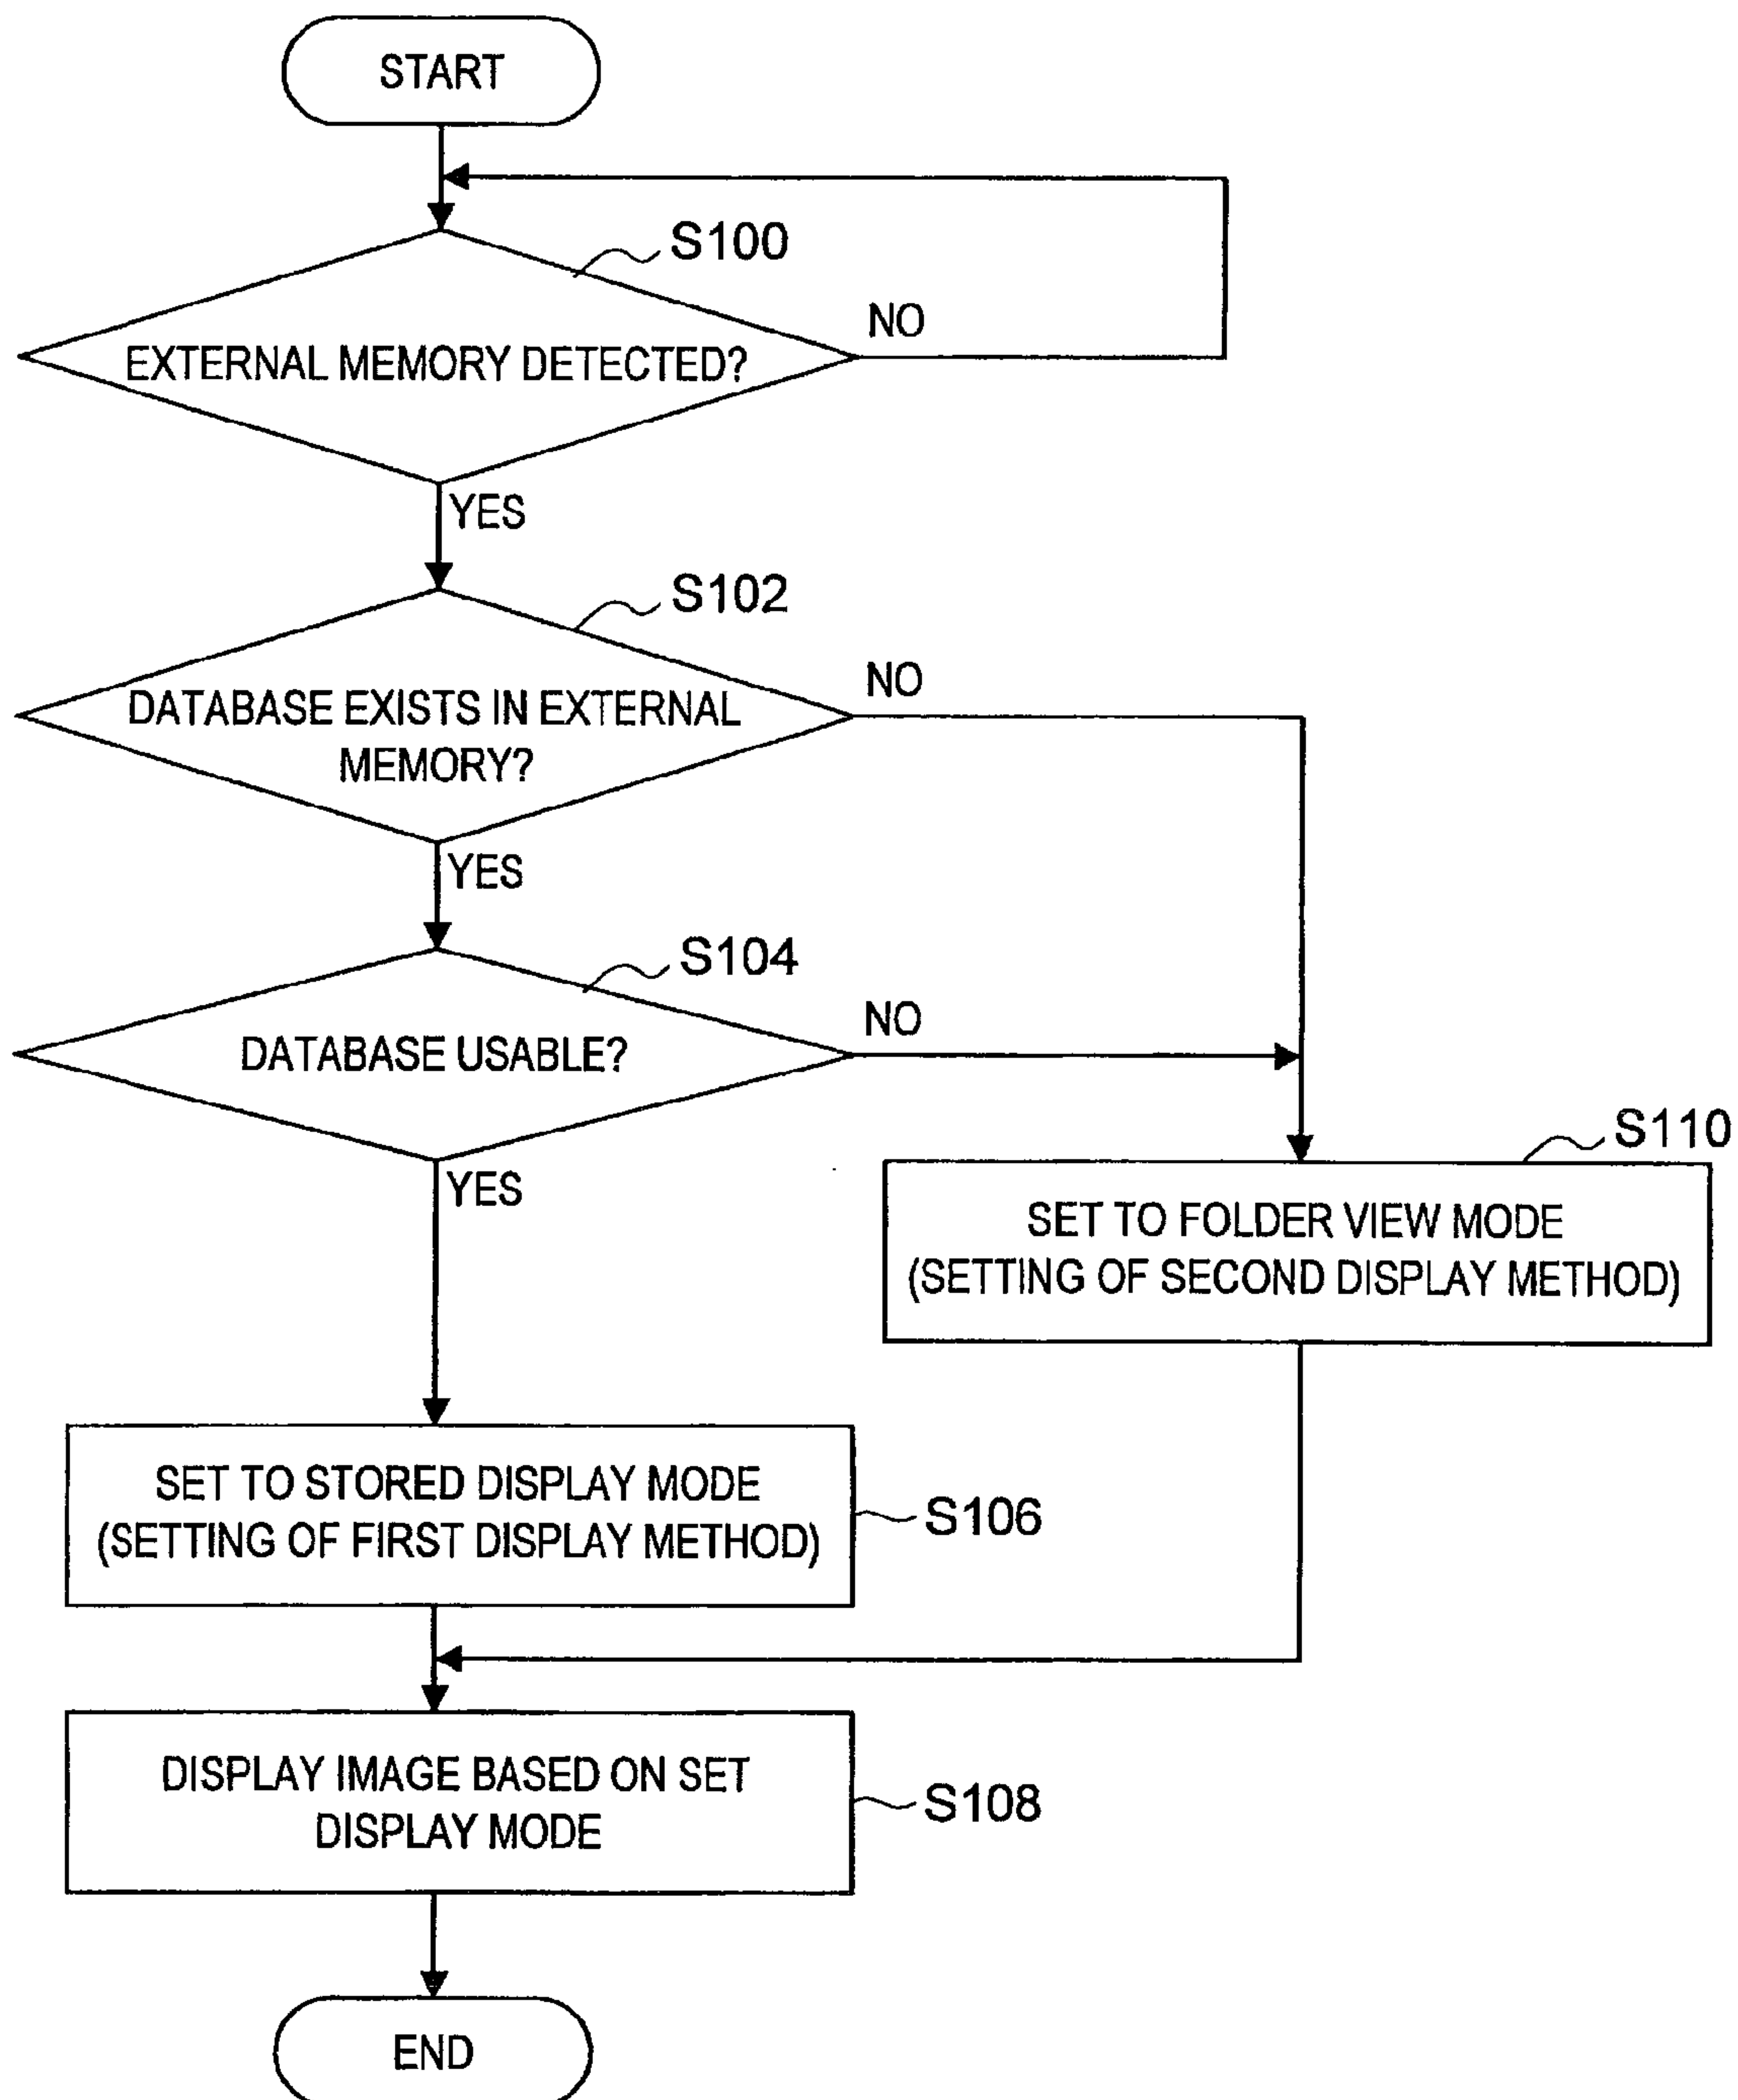 START
S100
NO
EXTERNAL MEMORY DETECTED?
YES
S102
NO
DATABASE EXISTS IN EXTERNAL
MEMORY?
YES
S104
NO
DATABASE USABLE?
YES
S110
SET TO FOLDER VIEW MODE
(SETTING OF SECOND DISPLAY METHOD)
SET TO STORED DISPLAY MODE
(SETTING OF FIRST DISPLAY METHOD)
S106
DISPLAY IMAGE BASED ON SET
DISPLAY MODE
S108
END